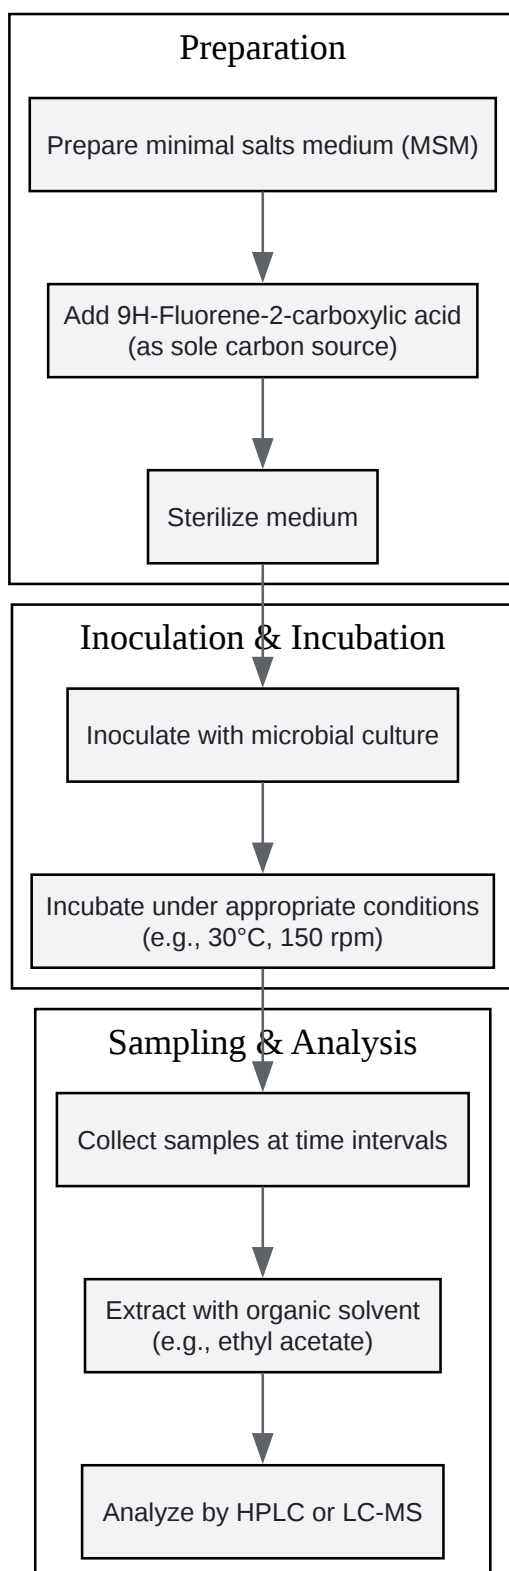 Preparation
Prepare minimal salts medium (MSM)
Add 9H-Fluorene-2-carboxylic acid
(as sole carbon source)
Sterilize medium
Inoculation & Incubation
Inoculate with microbial culture
Incubate under appropriate conditions
(e.g., 30°C, 150 rpm)
Sampling & Analysis
Collect samples at time intervals
Extract with organic solvent
(e.g., ethyl acetate)
Analyze by HPLC or LC-MS